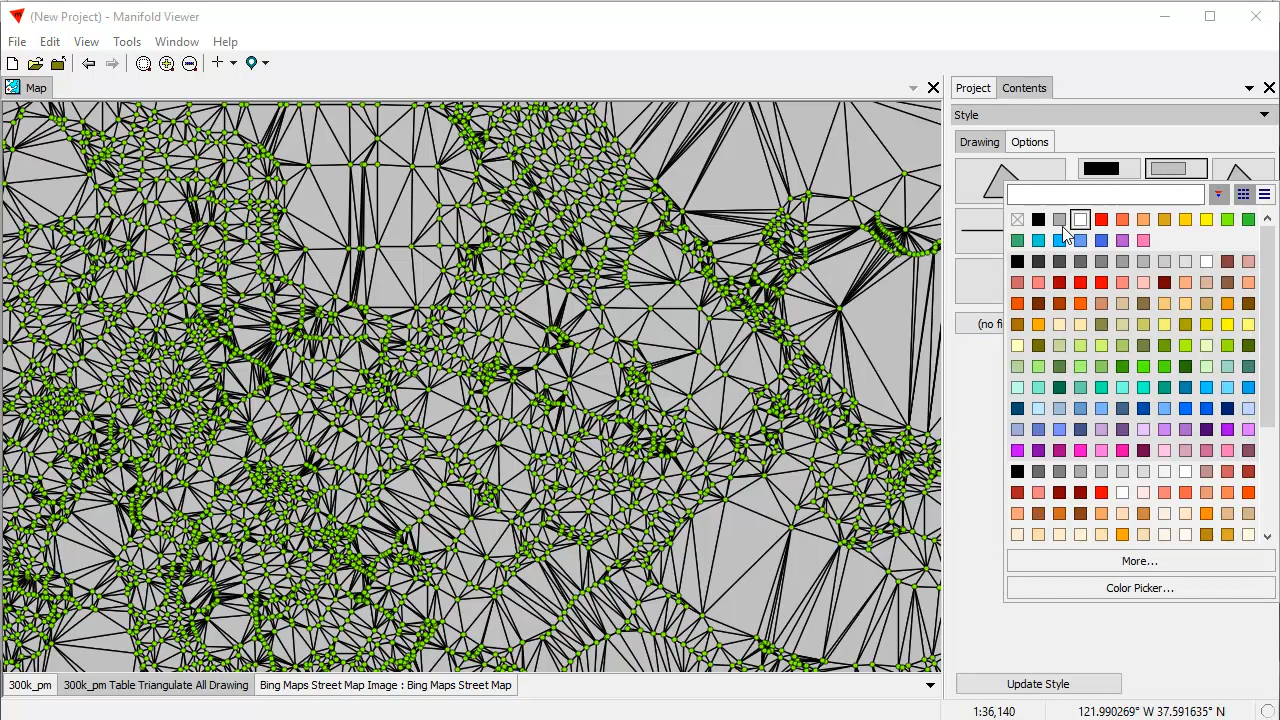 (New Project) - Manifold Viewer
File Edit View Tools Window Help
Map
Project Contents
Style
Drawing Options
(no fi
More...
Color Picker...
300k_pm 300k_pm Table Triangulate All Drawing Bing Maps Street Map Image : Bing Maps Street Map
Update Style
1:36,140 121.990269° W 37.591635° N